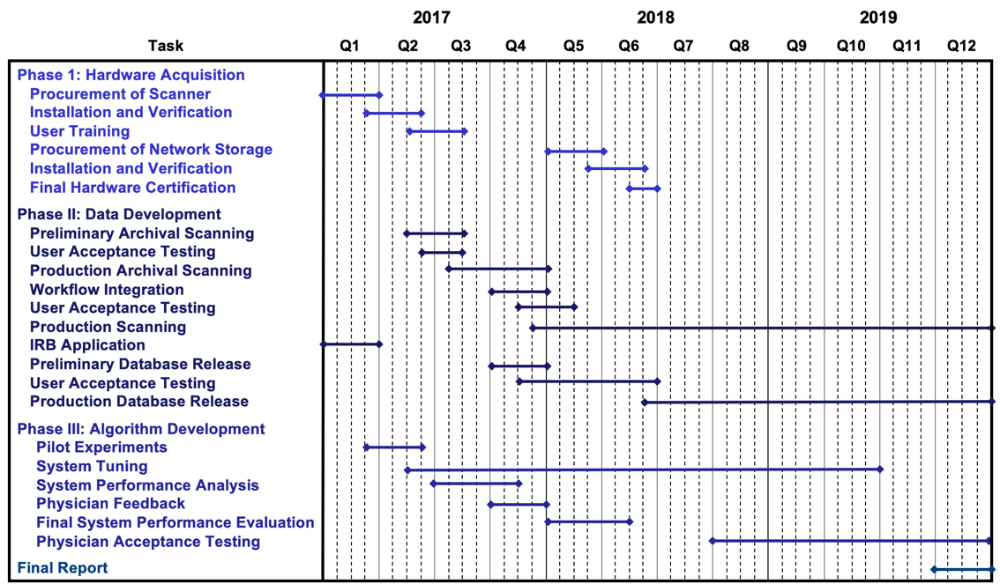 2017 2018 2019
Task Q1 Q2 Q3 Q4 Q5 Q6 Q7 Q8 Q9 Q10 Q11 Q12
Phase 1: Hardware Acquisition
Procurement of Scanner
Installation and Verification
User Training
Procurement of Network Storage
Installation and Verification
Final Hardware Certification
Phase II: Data Development
Preliminary Archival Scanning
User Acceptance Testing
Production Archival Scanning
Workflow Integration
User Acceptance Testing
Production Scanning
IRB Application
Preliminary Database Release
User Acceptance Testing
Production Database Release
Phase III: Algorithm Development
Pilot Experiments
System Tuning
System Performance Analysis
Physician Feedback
Final System Performance Evaluation
Physician Acceptance Testing
Final Report